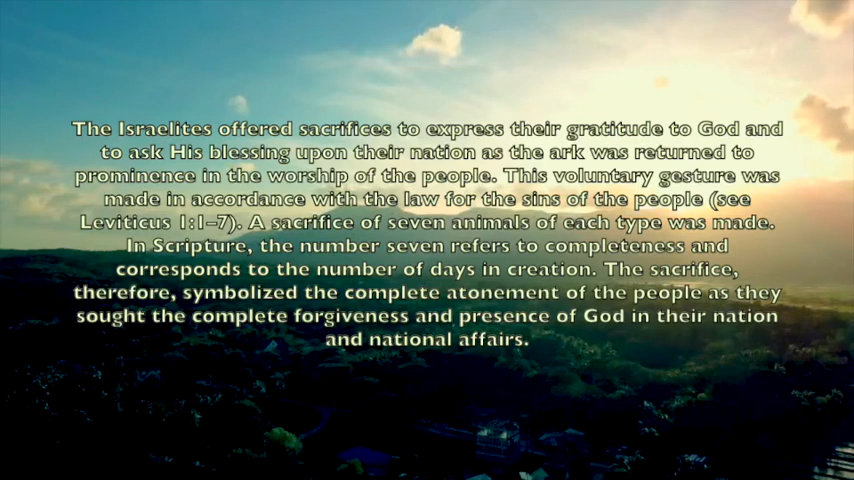 The Israelites offered sacrifices to express their gratitude to God and
to ask His blessing upon their nation as the ark was returned to
prominence in the worship of the people. This voluntary gesture was
made in accordance with the law for the sins of the people (see
Leviticus 1:1–7). A sacrifice of seven animals of each type was made.
In Scripture, the number seven refers to completeness and
corresponds to the number of days in creation. The sacrifice,
therefore, symbolized the complete atonement of the people as they
sought the complete forgiveness and presence of God in their nation
and national affairs.